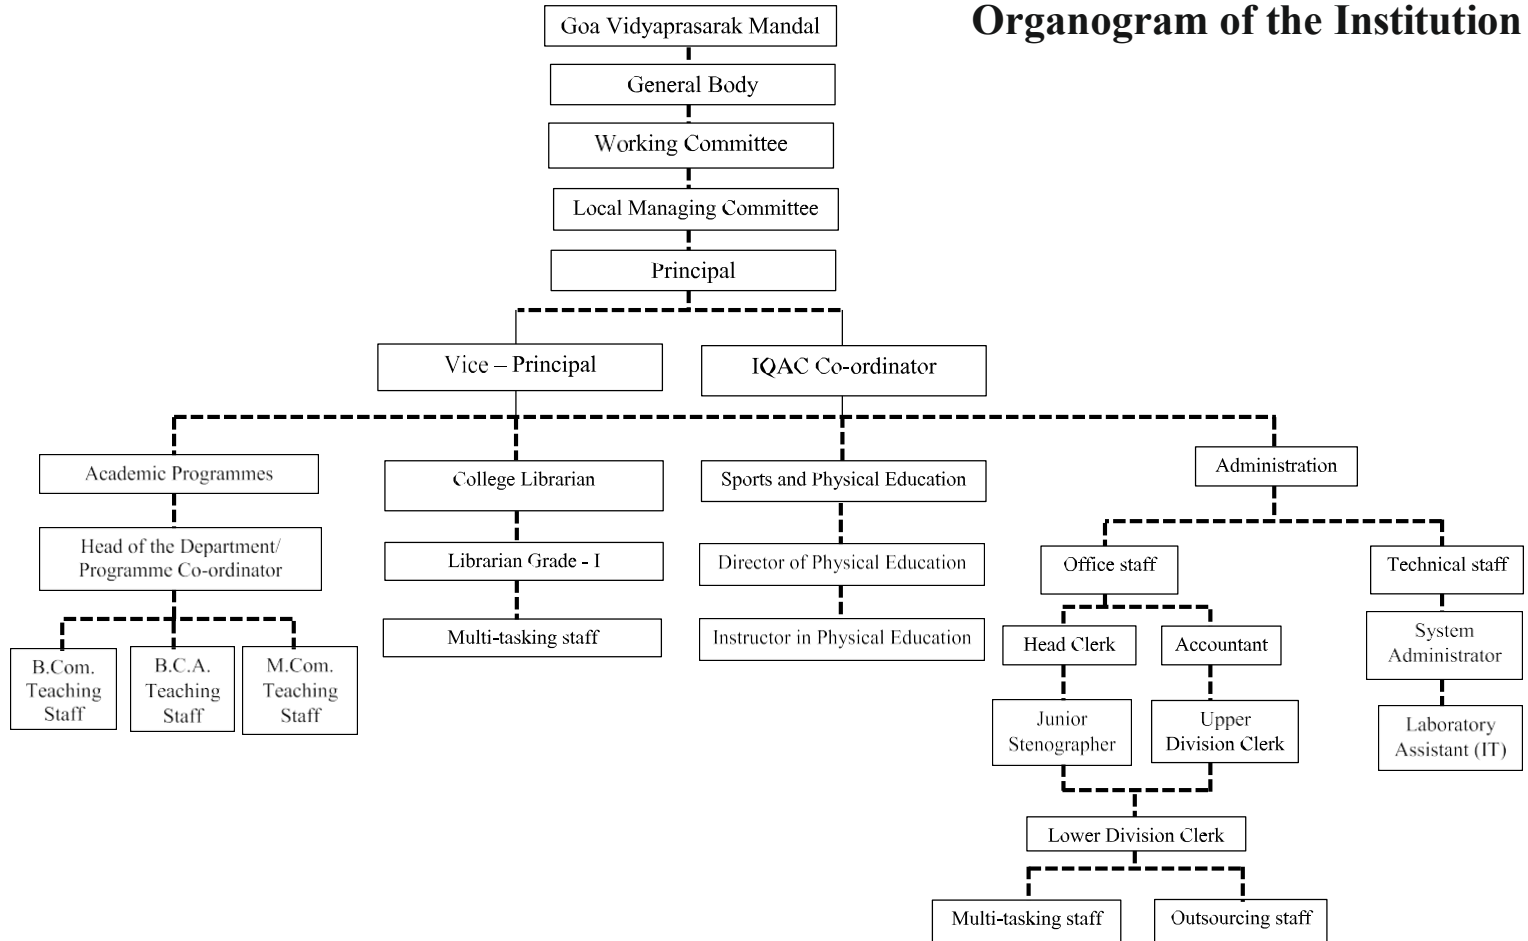 Organogram of the Institution
Goa Vidyaprasarak Mandal
General Body
Working Committee
Local Managing Committee
Principal
Vice – Principal
IQAC Co-ordinator
Academic Programmes
College Librarian
Sports and Physical Education
Administration
Head of the Department/
Programme Co-ordinator
Librarian Grade - I
Director of Physical Education
Office staff
Technical staff
B.Com.
Teaching
Staff
B.C.A.
Teaching
Staff
M.Com.
Teaching
Staff
Multi-tasking staff
Instructor in Physical Education
Head Clerk
Accountant
System
Administrator
Junior
Stenographer
Upper
Division Clerk
Laboratory
Assistant (IT)
Lower Division Clerk
Multi-tasking staff
Outsourcing staff